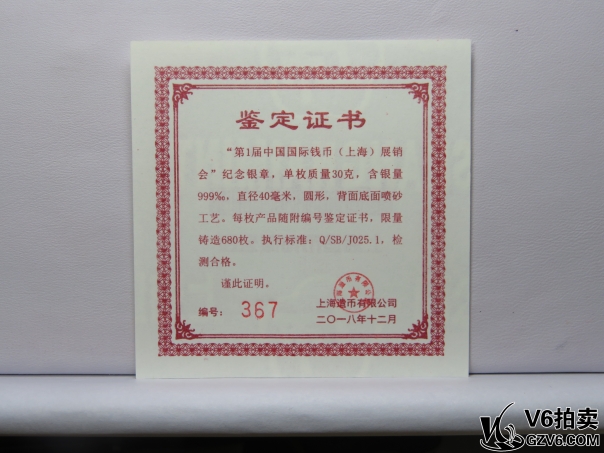 鉴定证书
“第1届中国国际钱币（上海）展销
会”纪念银章，单枚质量30克，含银量
999‰，直径40毫米，圆形，背面底面喷砂
工艺。每枚产品随附编号鉴定证书，限量
铸造680枚。执行标准：Q/SB/J025.1，检
测合格。
谨此证明。
编号： 367
上海造币有限公司
二〇一八年十二月
V6拍卖
GZV6.COM